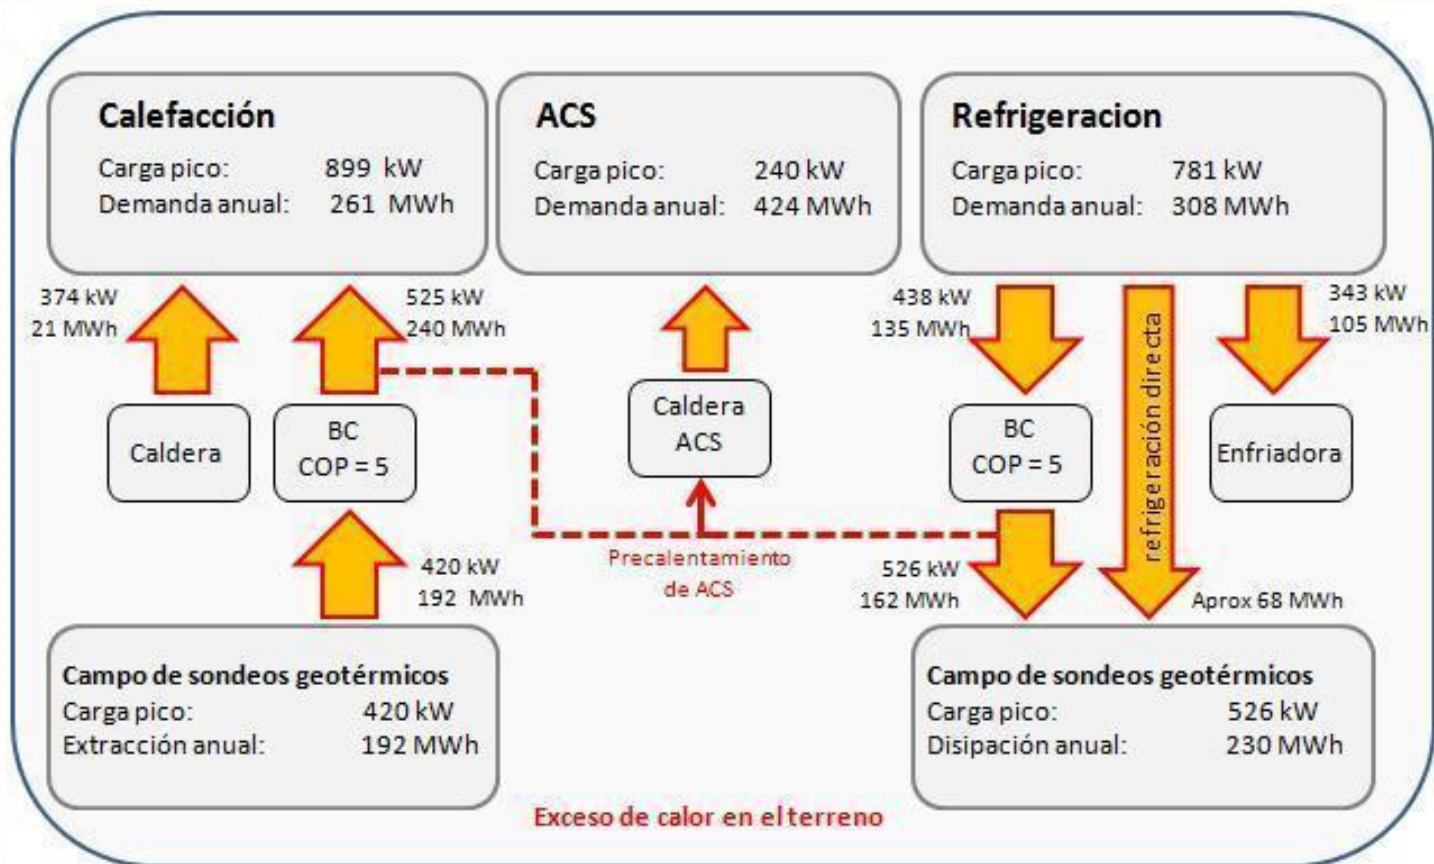 Calefacción
Carga pico: 899 kW
Demanda anual: 261 MWh
ACS
Carga pico: 240 kW
Demanda anual: 424 MWh
Refrigeracion
Carga pico: 781 kW
Demanda anual: 308 MWh
374 kW
21 MWh
525 kW
240 MWh
438 kW
135 MWh
refrigeración directa
343 kW
105 MWh
Caldera
BC
COP = 5
Caldera
ACS
BC
COP = 5
Enfriadora
420 kW
192 MWh
Precalentamiento
de ACS
526 kW
162 MWh
Aprox 68 MWh
Campo de sondeos geotérmicos
Carga pico: 420 kW
Extracción anual: 192 MWh
Campo de sondeos geotérmicos
Carga pico: 526 kW
Disipación anual: 230 MWh
Exceso de calor en el terreno